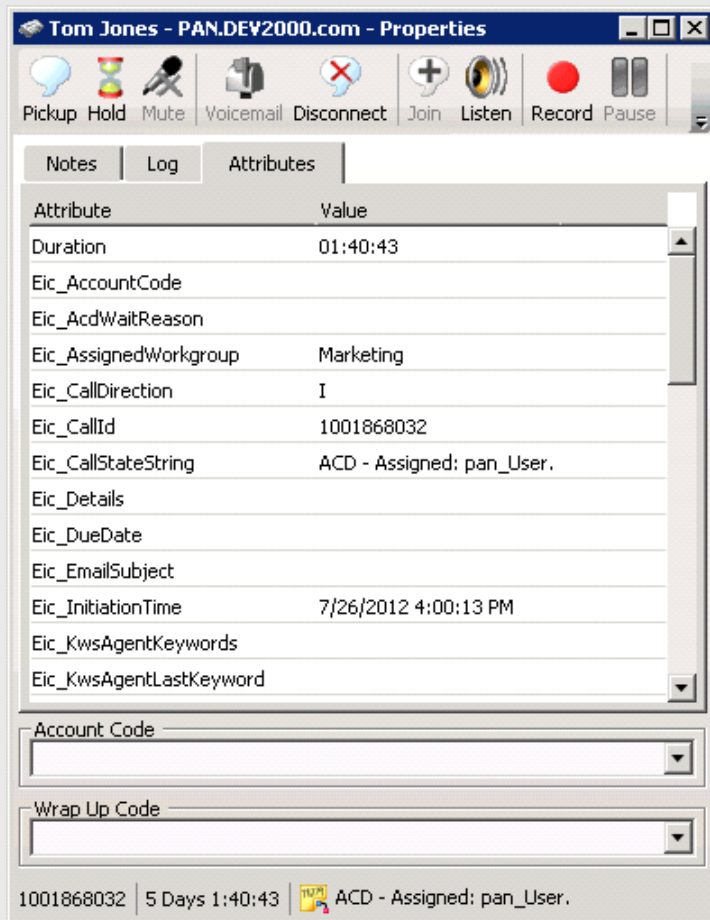 Tom Jones - PAN.DEV2000.com - Properties
Pickup Hold Mute Voicemail Disconnect Join Listen Record Pause
Notes Log Attributes
Attribute Value
Duration 01:40:43
Eic_AccountCode
Eic_AcdWaitReason
Eic_AssignedWorkgroup Marketing
Eic_CallDirection I
Eic_CallId 1001868032
Eic_CallStateString ACD - Assigned: pan_User.
Eic_Details
Eic_DueDate
Eic_EmailSubject
Eic_InitiationTime 7/26/2012 4:00:13 PM
Eic_KwsAgentKeywords
Eic_KwsAgentLastKeyword
Account Code
Wrap Up Code
1001868032 5 Days 1:40:43 ACD - Assigned: pan_User.